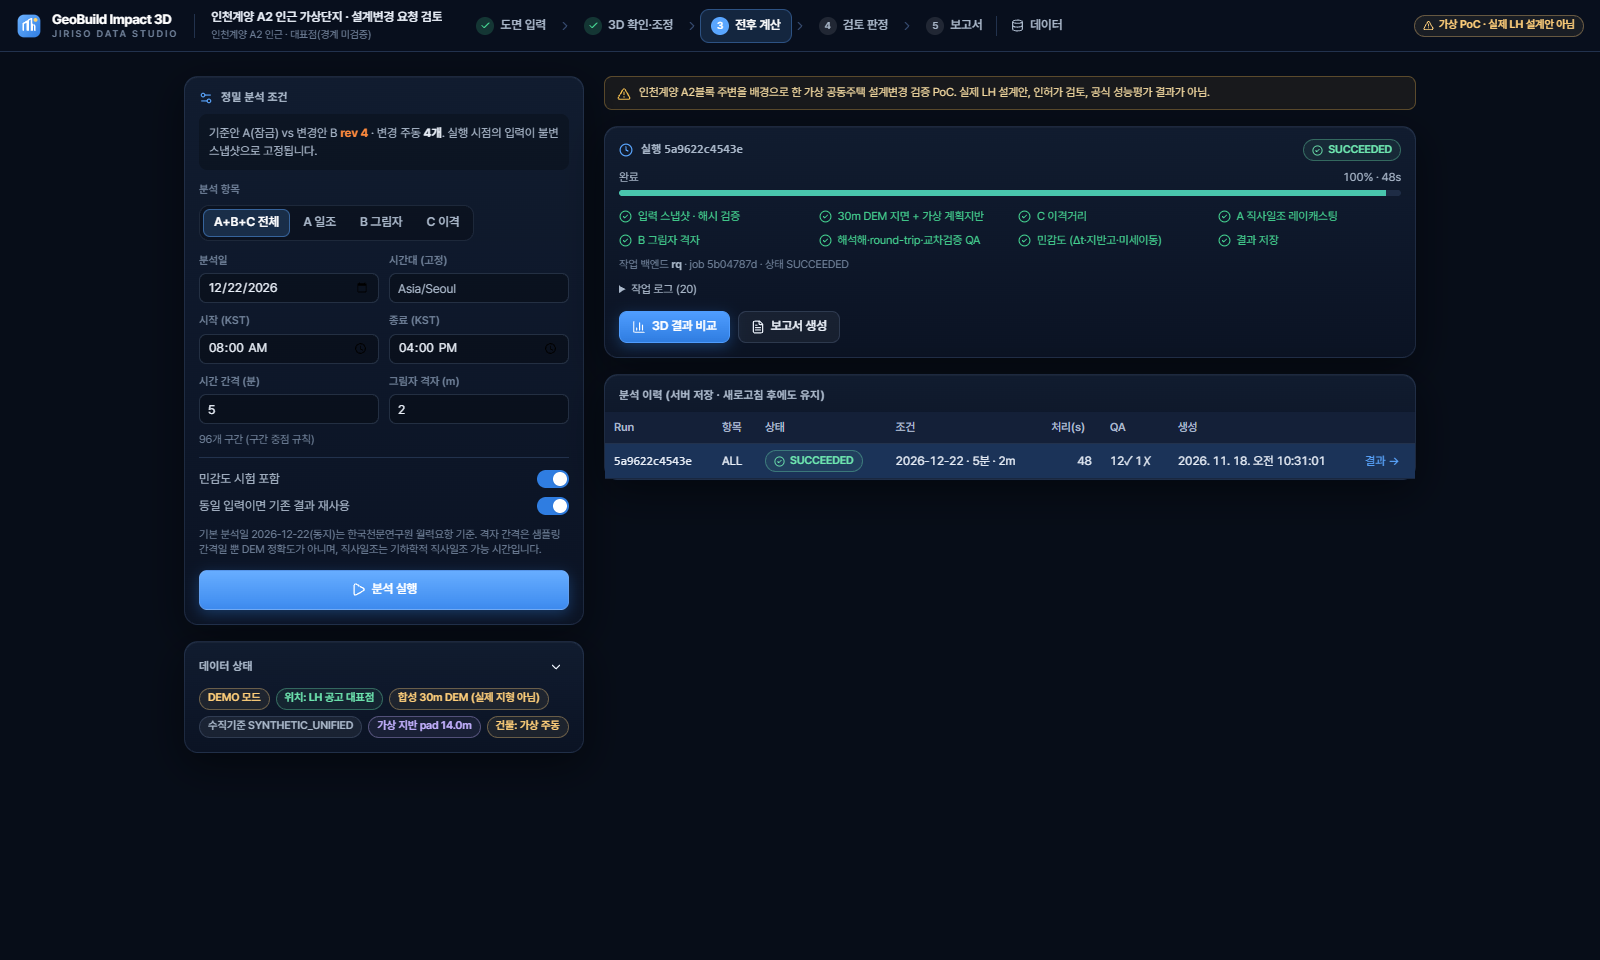 GeoBuild Impact 3D
JIRISO DATA STUDIO
인천계양 A2 인근 가상단지 · 설계변경 요청 검토
인천계양 A2 인근 · 대표점(경계 미검증)
도면 입력
3D 확인·조정
3 전후 계산
4 검토 판정
5 보고서
데이터
가상 PoC · 실제 LH 설계안 아님
정밀 분석 조건
기준안 A(잠금) vs 변경안 B rev 4 · 변경 주동 4개. 실행 시점의 입력이 불변
스냅샷으로 고정됩니다.
분석 항목
A+B+C 전체 A 일조 B 그림자 C 이격
분석일 시간대 (고정)
12/22/2026 Asia/Seoul
시작 (KST) 종료 (KST)
08:00 AM 04:00 PM
시간 간격 (분) 그림자 격자 (m)
5 2
96개 구간 (구간 중점 규칙)
민감도 시험 포함
동일 입력이면 기존 결과 재사용
기본 분석일 2026-12-22(동지)는 한국천문연구원 월력요항 기준. 격자 간격은 샘플링
간격일 뿐 DEM 정확도가 아니며, 직사일조는 기하학적 직사일조 가능 시간입니다.
분석 실행
데이터 상태
DEMO 모드 위치: LH 공고 대표점 합성 30m DEM (실제 지형 아님)
수직기준 SYNTHETIC_UNIFIED 가상 지반 pad 14.0m 건물: 가상 주동
인천계양 A2블록 주변을 배경으로 한 가상 공동주택 설계변경 검증 PoC. 실제 LH 설계안, 인허가 검토, 공식 성능평가 결과가 아님.
실행 5a9622c4543e SUCCEEDED
완료 100% · 48s
입력 스냅샷 · 해시 검증 30m DEM 지면 + 가상 계획지반 C 이격거리 A 직사일조 레이캐스팅
B 그림자 격자 해석해·round-trip·교차검증 QA 민감도 (Δt·지반고·미세이동) 결과 저장
작업 백엔드 rq · job 5b04787d · 상태 SUCCEEDED
▶ 작업 로그 (20)
3D 결과 비교 보고서 생성
분석 이력 (서버 저장 · 새로고침 후에도 유지)
Run 항목 상태 조건 처리(s) QA 생성
5a9622c4543e ALL SUCCEEDED 2026-12-22 · 5분 · 2m 48 12✓ 1✗ 2026. 11. 18. 오전 10:31:01 결과 →